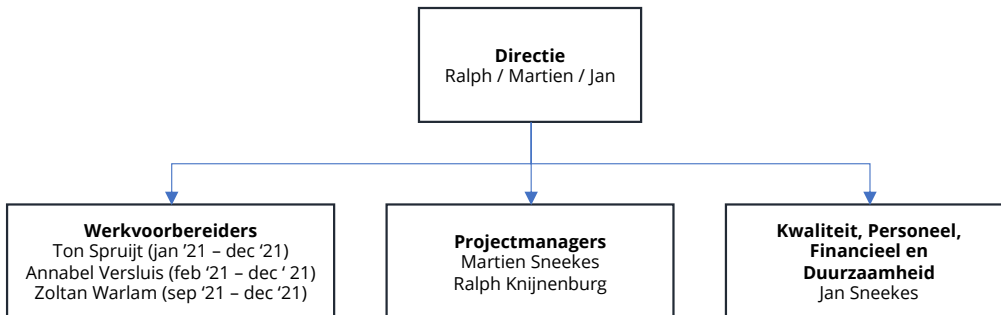 Directie
Ralph / Martien / Jan
Werkvoorbereiders
Ton Spruijt (jan ’21 – dec ‘21)
Annabel Versluis (feb ‘21 – dec ‘ 21)
Zoltan Warlam (sep ‘21 – dec ‘21)
Projectmanagers
Martien Sneekes
Ralph Knijnenburg
Kwaliteit, Personeel,
Financieel en
Duurzaamheid
Jan Sneekes